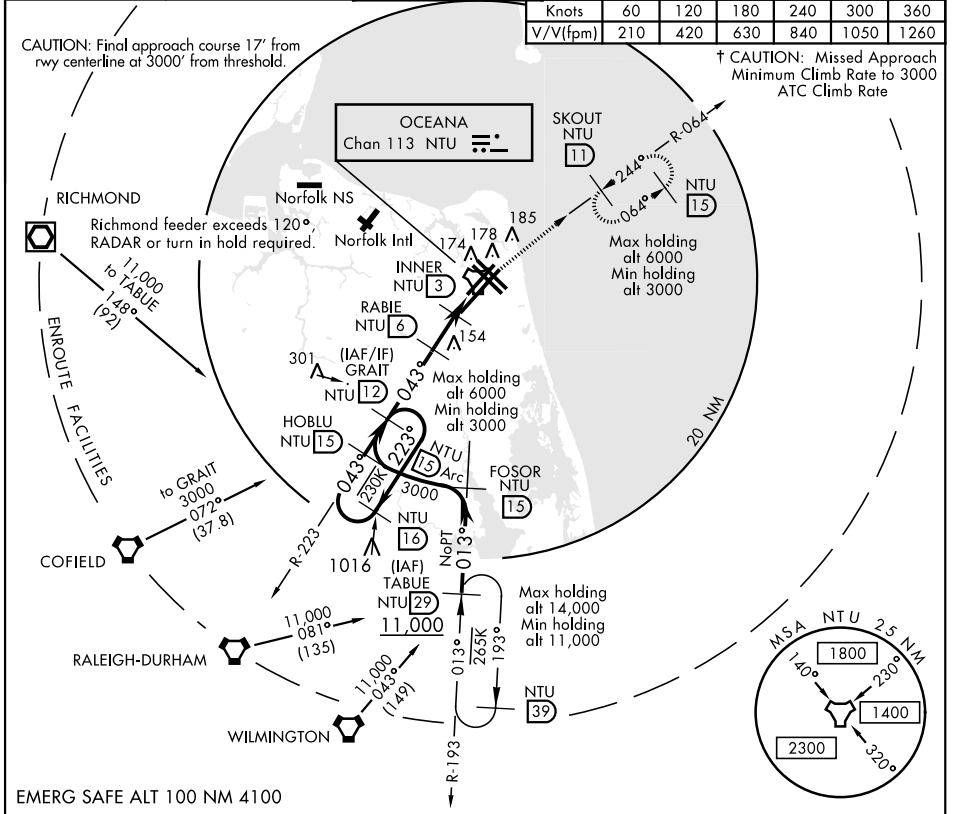 Knots 60 120 180 240 300 360
V/V(fpm) 210 420 630 840 1050 1260
CAUTION: Final approach course 17' from
rwy centerline at 3000' from threshold.
† CAUTION: Missed Approach
Minimum Climb Rate to 3000
ATC Climb Rate
OCEANA
Chan 113 NTU
SKOUT
NTU
11
R-064
244°
064°
NTU
15
Max holding
alt 6000
Min holding
alt 3000
RICHMOND
Richmond feeder exceeds 120°,
RADAR or turn in hold required.
Norfolk NS
Norfolk Intl
11,000
to TABUE
148°
(92)
174
178
185
INNER
NTU 3
RABIE
NTU 6
154
301
(IAF/IF)
GRAIT
NTU 12
043°
Max holding
alt 6000
Min holding
alt 3000
20 NM
ENROUTE FACILITIES
HOBLU
NTU 15
043°
223°
230K
NTU
15 Arc
3000
FOSOR
NTU
15
to GRAIT
3000
072°
(37.8)
COFIELD
R-223
1016
NTU
16
NoPT
013°
(IAF)
TABUE
NTU 29
11,000
Max holding
alt 14,000
Min holding
alt 11,000
11,000
081°
(135)
RALEIGH-DURHAM
11,000
043°
(149)
WILMINGTON
013°
265K
193°
NTU
39
R-193
MSA NTU 25 NM
1800
140°
230°
1400
2300
320°
EMERG SAFE ALT 100 NM 4100